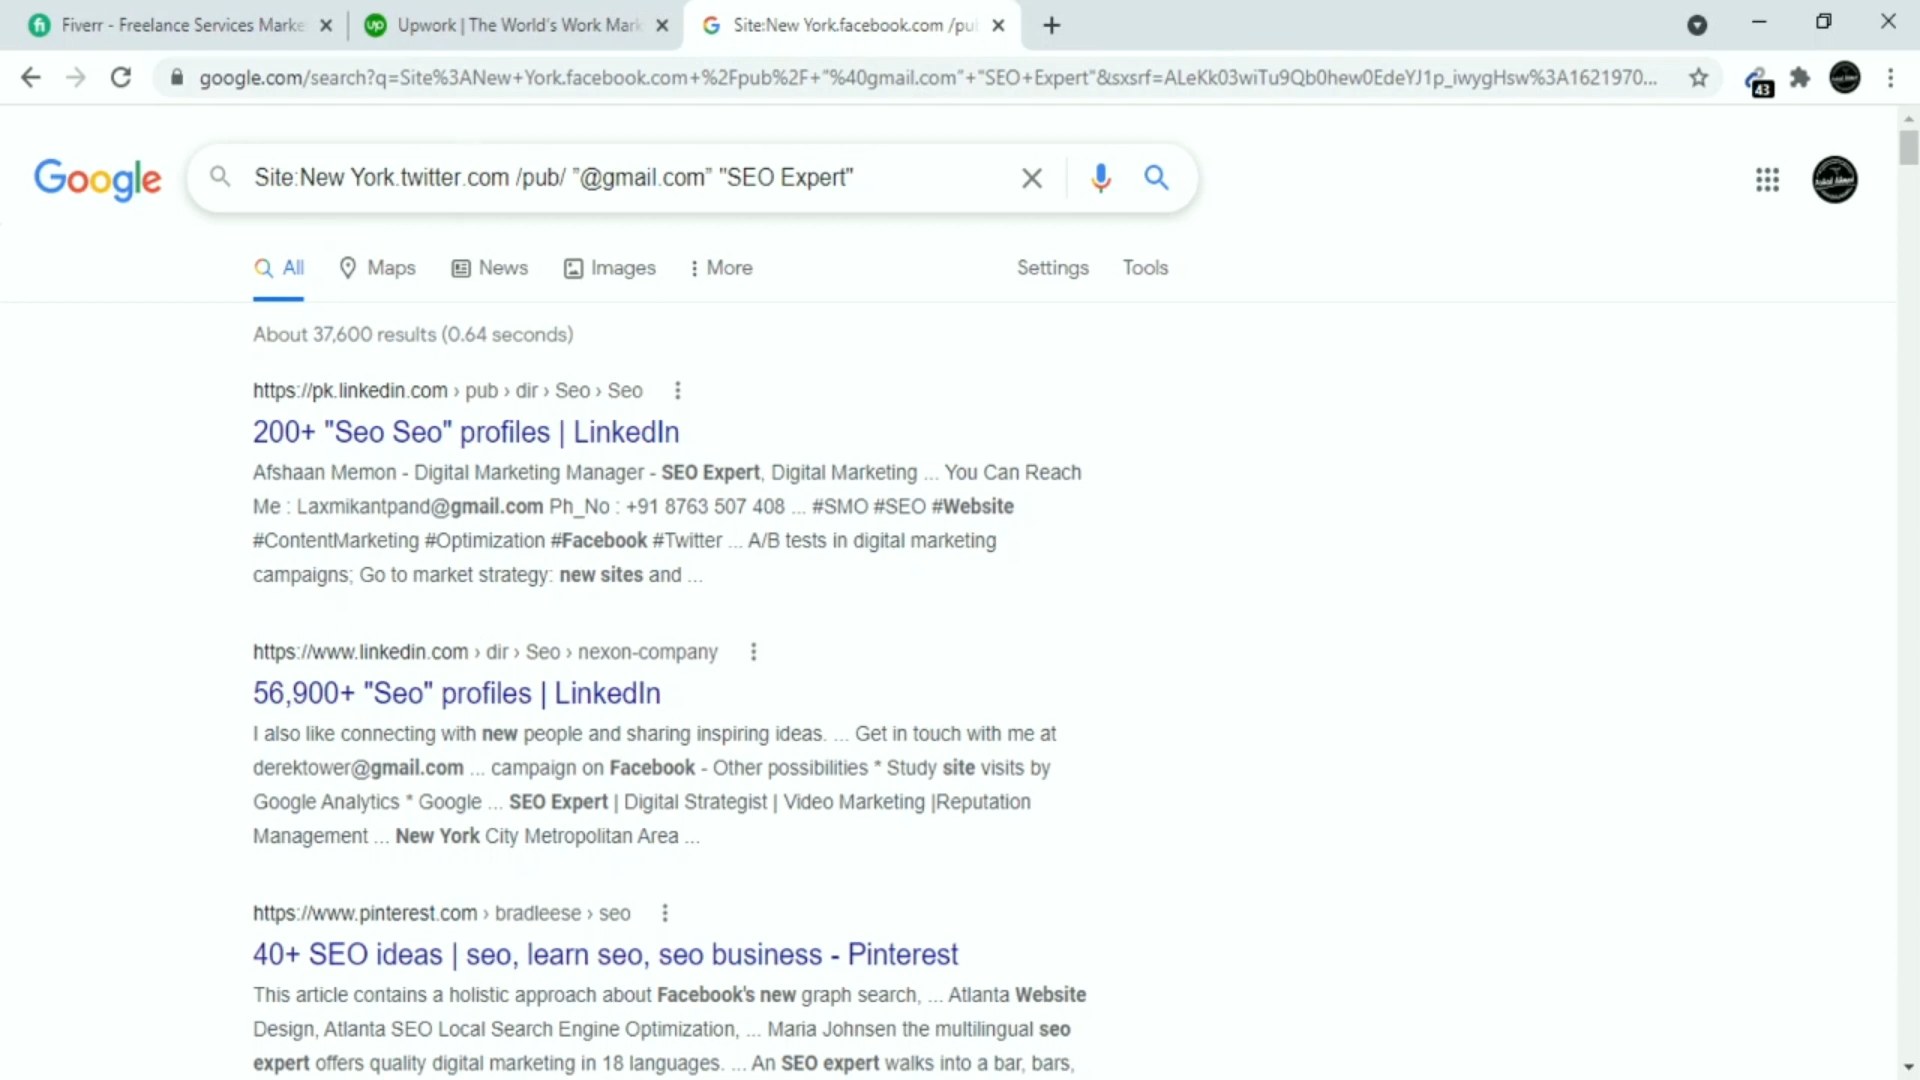 Fiverr - Freelance Services Marke
Upwork | The World's Work Mark
Site:New York.facebook.com /pu
google.com/search?q=Site%3ANew+York.facebook.com+%2Fpub%2F+"%40gmail.com"+"SEO+Expert"&sxsrf=ALeKk03wiTu9Qb0hew0EdeYJ1p_iwygHsw%3A1621970...
43
Google
Site:New York.twitter.com /pub/ "@gmail.com" "SEO Expert"
All
Maps
News
Images
More
Settings
Tools
About 37,600 results (0.64 seconds)
https://pk.linkedin.com › pub › dir › Seo › Seo
200+ "Seo Seo" profiles | LinkedIn
Afshaan Memon - Digital Marketing Manager - SEO Expert, Digital Marketing ... You Can Reach
Me : Laxmikantpand@gmail.com Ph_No : +91 8763 507 408 ... #SMO #SEO #Website
#ContentMarketing #Optimization #Facebook #Twitter ... A/B tests in digital marketing
campaigns; Go to market strategy: new sites and ...
https://www.linkedin.com › dir › Seo › nexon-company
56,900+ "Seo" profiles | LinkedIn
I also like connecting with new people and sharing inspiring ideas. ... Get in touch with me at
derektower@gmail.com ... campaign on Facebook - Other possibilities * Study site visits by
Google Analytics * Google ... SEO Expert | Digital Strategist | Video Marketing |Reputation
Management ... New York City Metropolitan Area ...
https://www.pinterest.com › bradleese › seo
40+ SEO ideas | seo, learn seo, seo business - Pinterest
This article contains a holistic approach about Facebook's new graph search, ... Atlanta Website
Design, Atlanta SEO Local Search Engine Optimization, ... Maria Johnsen the multilingual seo
expert offers quality digital marketing in 18 languages. ... An SEO expert walks into a bar, bars,